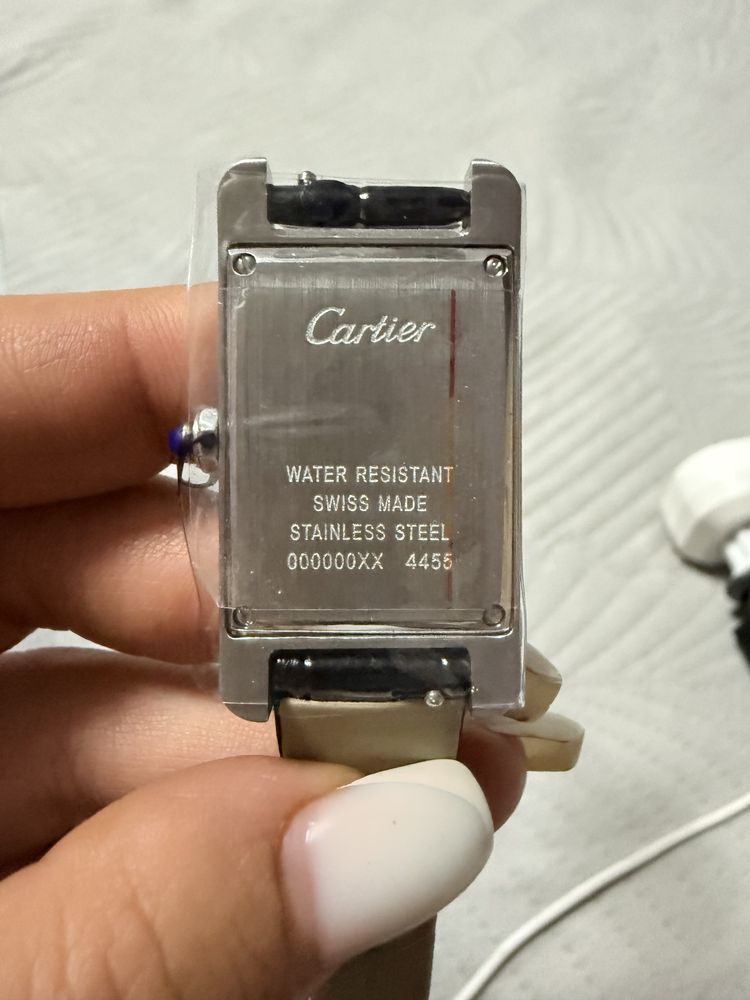 Cartier
WATER RESISTANT
SWISS MADE
STAINLESS STEEL
000000XX 4455